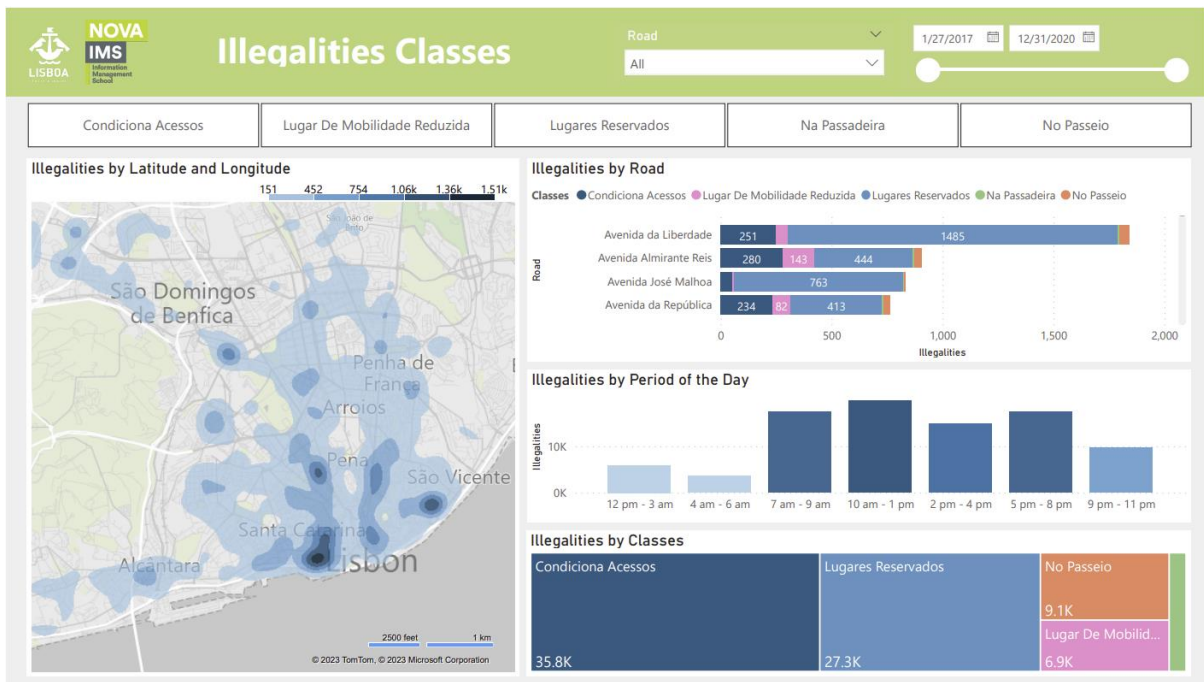 LISBOA
NOVA
IMS
Information
Management
School
Illegalities Classes
Road
All
1/27/2017
12/31/2020
Condiciona Acessos
Lugar De Mobilidade Reduzida
Lugares Reservados
Na Passadeira
No Passeio
Illegalities by Latitude and Longitude
151 452 754 1.06k 1.36k 1.51k
São João de
Brito
São Domingos
de Benfica
Penha de
França
Arroios
Pena
São Vicente
Santa Catarina
Lisbon
Alcântara
2500 feet 1 km
© 2023 TomTom, © 2023 Microsoft Corporation
Illegalities by Road
Classes Condiciona Acessos Lugar De Mobilidade Reduzida Lugares Reservados Na Passadeira No Passeio
Road
Avenida da Liberdade 251 1485
Avenida Almirante Reis 280 143 444
Avenida José Malhoa 763
Avenida da República 234 82 413
0 500 1,000 1,500 2,000
Illegalities
Illegalities by Period of the Day
Illegalities
10K
0K
12 pm - 3 am 4 am - 6 am 7 am - 9 am 10 am - 1 pm 2 pm - 4 pm 5 pm - 8 pm 9 pm - 11 pm
Illegalities by Classes
Condiciona Acessos
35.8K
Lugares Reservados
27.3K
No Passeio
9.1K
Lugar De Mobilid...
6.9K